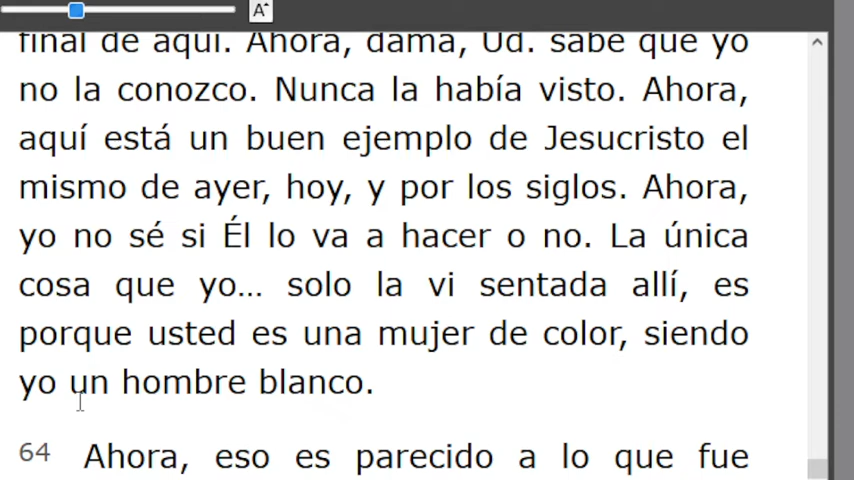 A
final de aquí. Ahora, dama, Ud. sabe que yo
no la conozco. Nunca la había visto. Ahora,
aquí está un buen ejemplo de Jesucristo el
mismo de ayer, hoy, y por los siglos. Ahora,
yo no sé si Él lo va a hacer o no. La única
cosa que yo… solo la vi sentada allí, es
porque usted es una mujer de color, siendo
yo un hombre blanco.
64 Ahora, eso es parecido a lo que fue